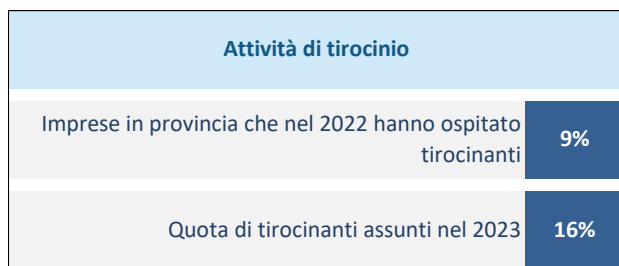 Attività di tirocinio
Imprese in provincia che nel 2022 hanno ospitato
tirocinanti
9%
Quota di tirocinanti assunti nel 2023
16%